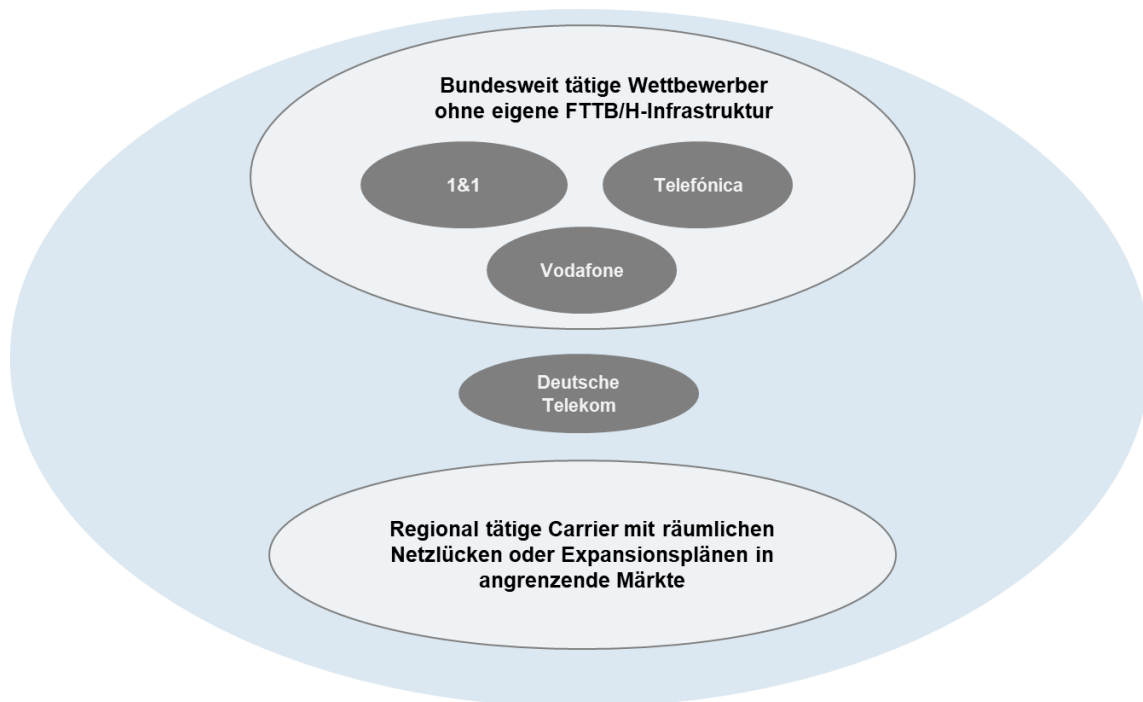 Bundesweit tätige Wettbewerber
ohne eigene FTTB/H-Infrastruktur
1&1
Telefónica
Vodafone
Deutsche
Telekom
Regional tätige Carrier mit räumlichen
Netzlücken oder Expansionsplänen in
angrenzende Märkte